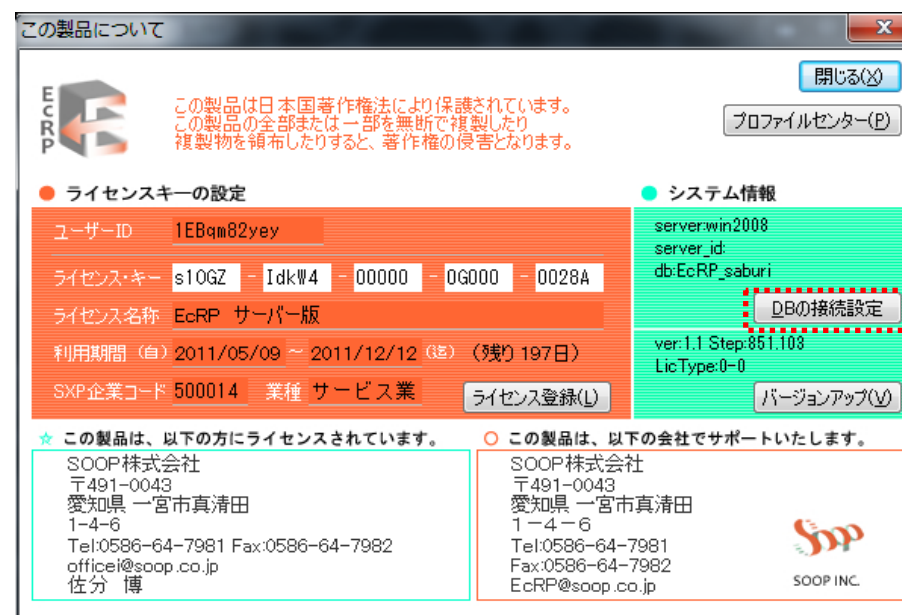 この製品について
閉じる(X)
EcRP
この製品は日本国著作権法により保護されています。
この製品の全部または一部を無断で複製したり
複製物を領布したりすると、著作権の侵害となります。
プロファイルセンター(P)
● ライセンスキーの設定
● システム情報
ユーザーID 1EBqm82yey
server:win2008
server_id:
db:EcRP_saburi
ライセンス・キー s10GZ - IdkW4 - 00000 - 0G000 - 0028A
DBの接続設定
ライセンス名称 EcRP サーバー版
利用期間 (自) 2011/05/09 ~ 2011/12/12 (迄) (残り 197日)
ver:1.1 Step:851.103
LicType:0-0
SXP企業コード 500014 業種 サービス業
ライセンス登録(L)
バージョンアップ(V)
☆ この製品は、以下の方にライセンスされています。
SOOP株式会社
〒491-0043
愛知県 一宮市真清田
1-4-6
Tel:0586-64-7981 Fax:0586-64-7982
officei@soop.co.jp
佐分 博
○ この製品は、以下の会社でサポートいたします。
SOOP株式会社
〒491-0043
愛知県 一宮市真清田
1-4-6
Tel:0586-64-7981
Fax:0586-64-7982
EcRP@soop.co.jp
Soop
SOOP INC.